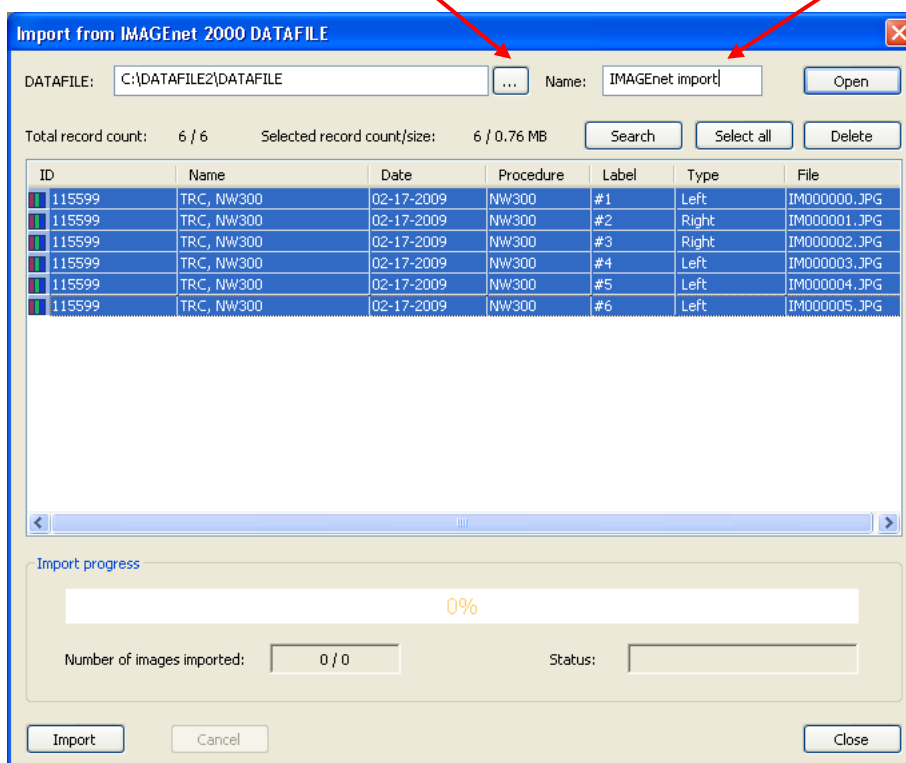 Import from IMAGEnet 2000 DATAFILE
DATAFILE: C:\DATAFILE2\DATAFILE ... Name: IMAGEnet import Open
Total record count: 6 / 6 Selected record count/size: 6 / 0.76 MB Search Select all Delete
ID Name Date Procedure Label Type File
115599 TRC, NW300 02-17-2009 NW300 #1 Left IM000000.JPG
115599 TRC, NW300 02-17-2009 NW300 #2 Right IM000001.JPG
115599 TRC, NW300 02-17-2009 NW300 #3 Right IM000002.JPG
115599 TRC, NW300 02-17-2009 NW300 #4 Left IM000003.JPG
115599 TRC, NW300 02-17-2009 NW300 #5 Left IM000004.JPG
115599 TRC, NW300 02-17-2009 NW300 #6 Left IM000005.JPG
Import progress
0%
Number of images imported: 0 / 0 Status:
Import Cancel Close